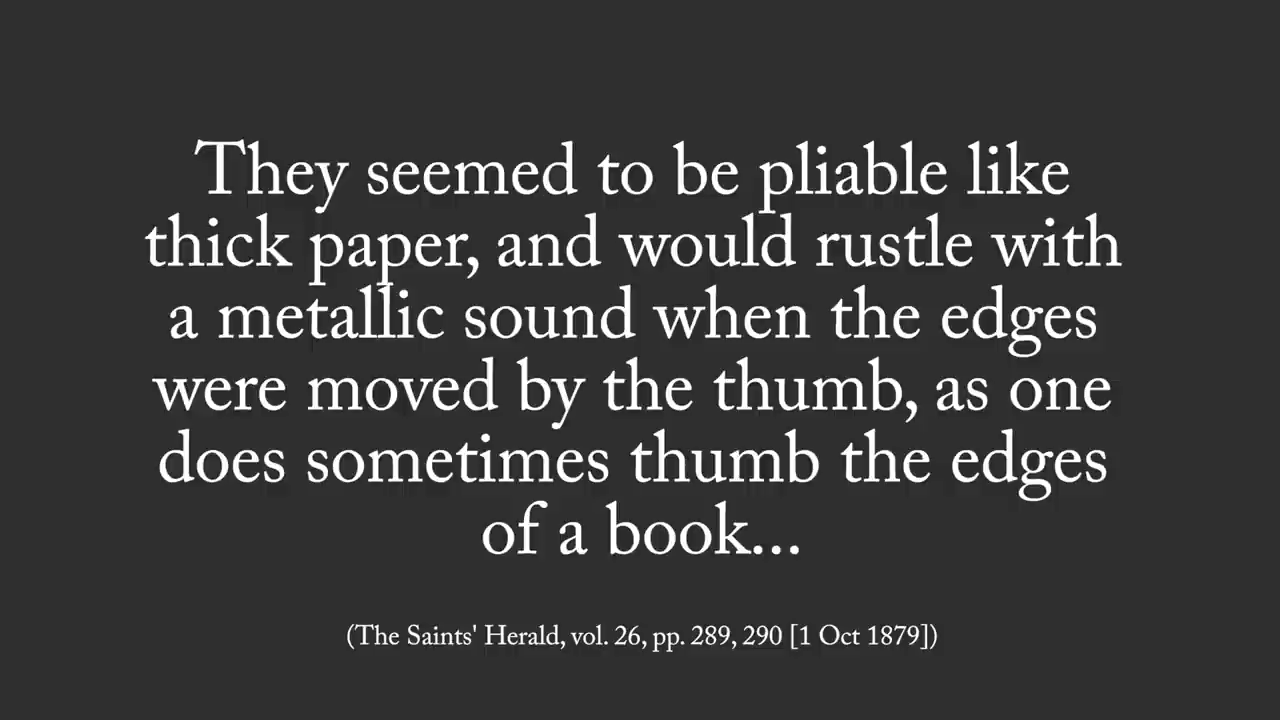 They seemed to be pliable like
thick paper, and would rustle with
a metallic sound when the edges
were moved by the thumb, as one
does sometimes thumb the edges
of a book...
(The Saints' Herald, vol. 26, pp. 289, 290 [1 Oct 1879])